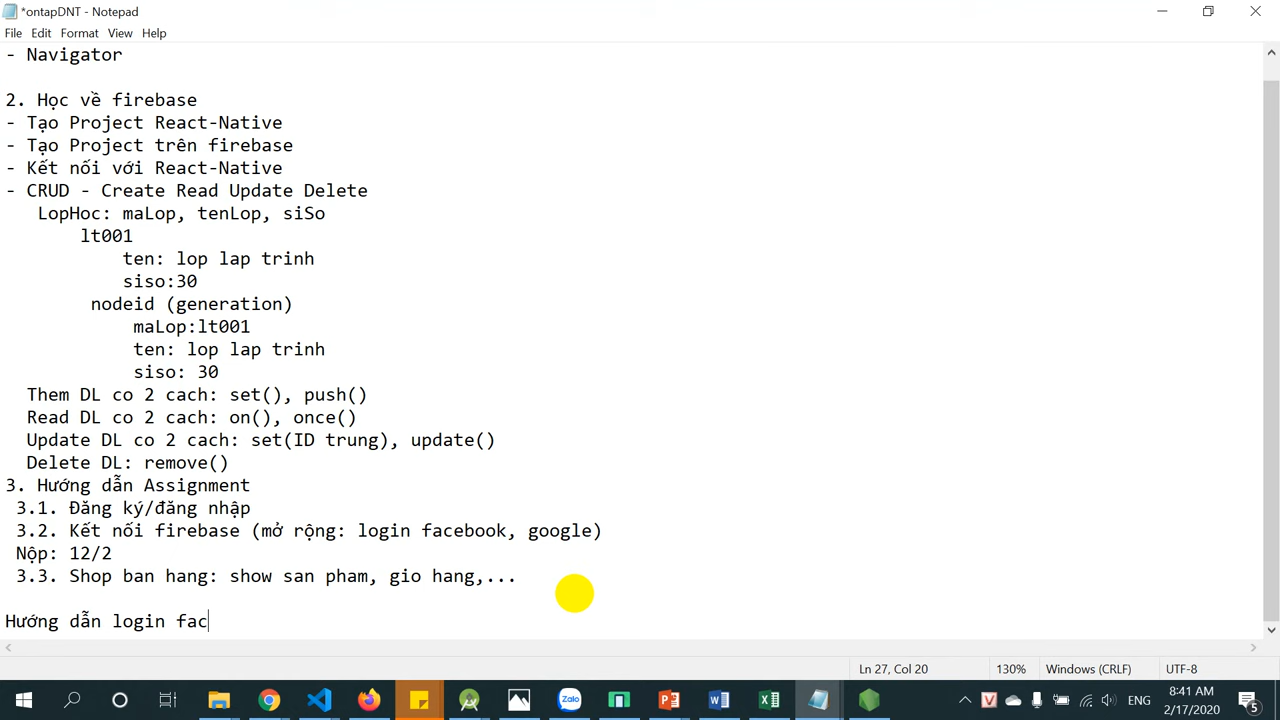 *ontapDNT - Notepad
File Edit Format View Help
- Navigator
2. Học về firebase
- Tạo Project React-Native
- Tạo Project trên firebase
- Kết nối với React-Native
- CRUD - Create Read Update Delete
LopHoc: maLop, tenLop, siSo
lt001
ten: lop lap trinh
siso:30
nodeid (generation)
maLop:lt001
ten: lop lap trinh
siso: 30
Them DL co 2 cach: set(), push()
Read DL co 2 cach: on(), once()
Update DL co 2 cach: set(ID trung), update()
Delete DL: remove()
3. Hướng dẫn Assignment
3.1. Đăng ký/đăng nhập
3.2. Kết nối firebase (mở rộng: login facebook, google)
Nộp: 12/2
3.3. Shop ban hang: show san pham, gio hang,...
Hướng dẫn login fac
Ln 27, Col 20 130% Windows (CRLF) UTF-8
Zalo
ENG
8:41 AM
2/17/2020
5